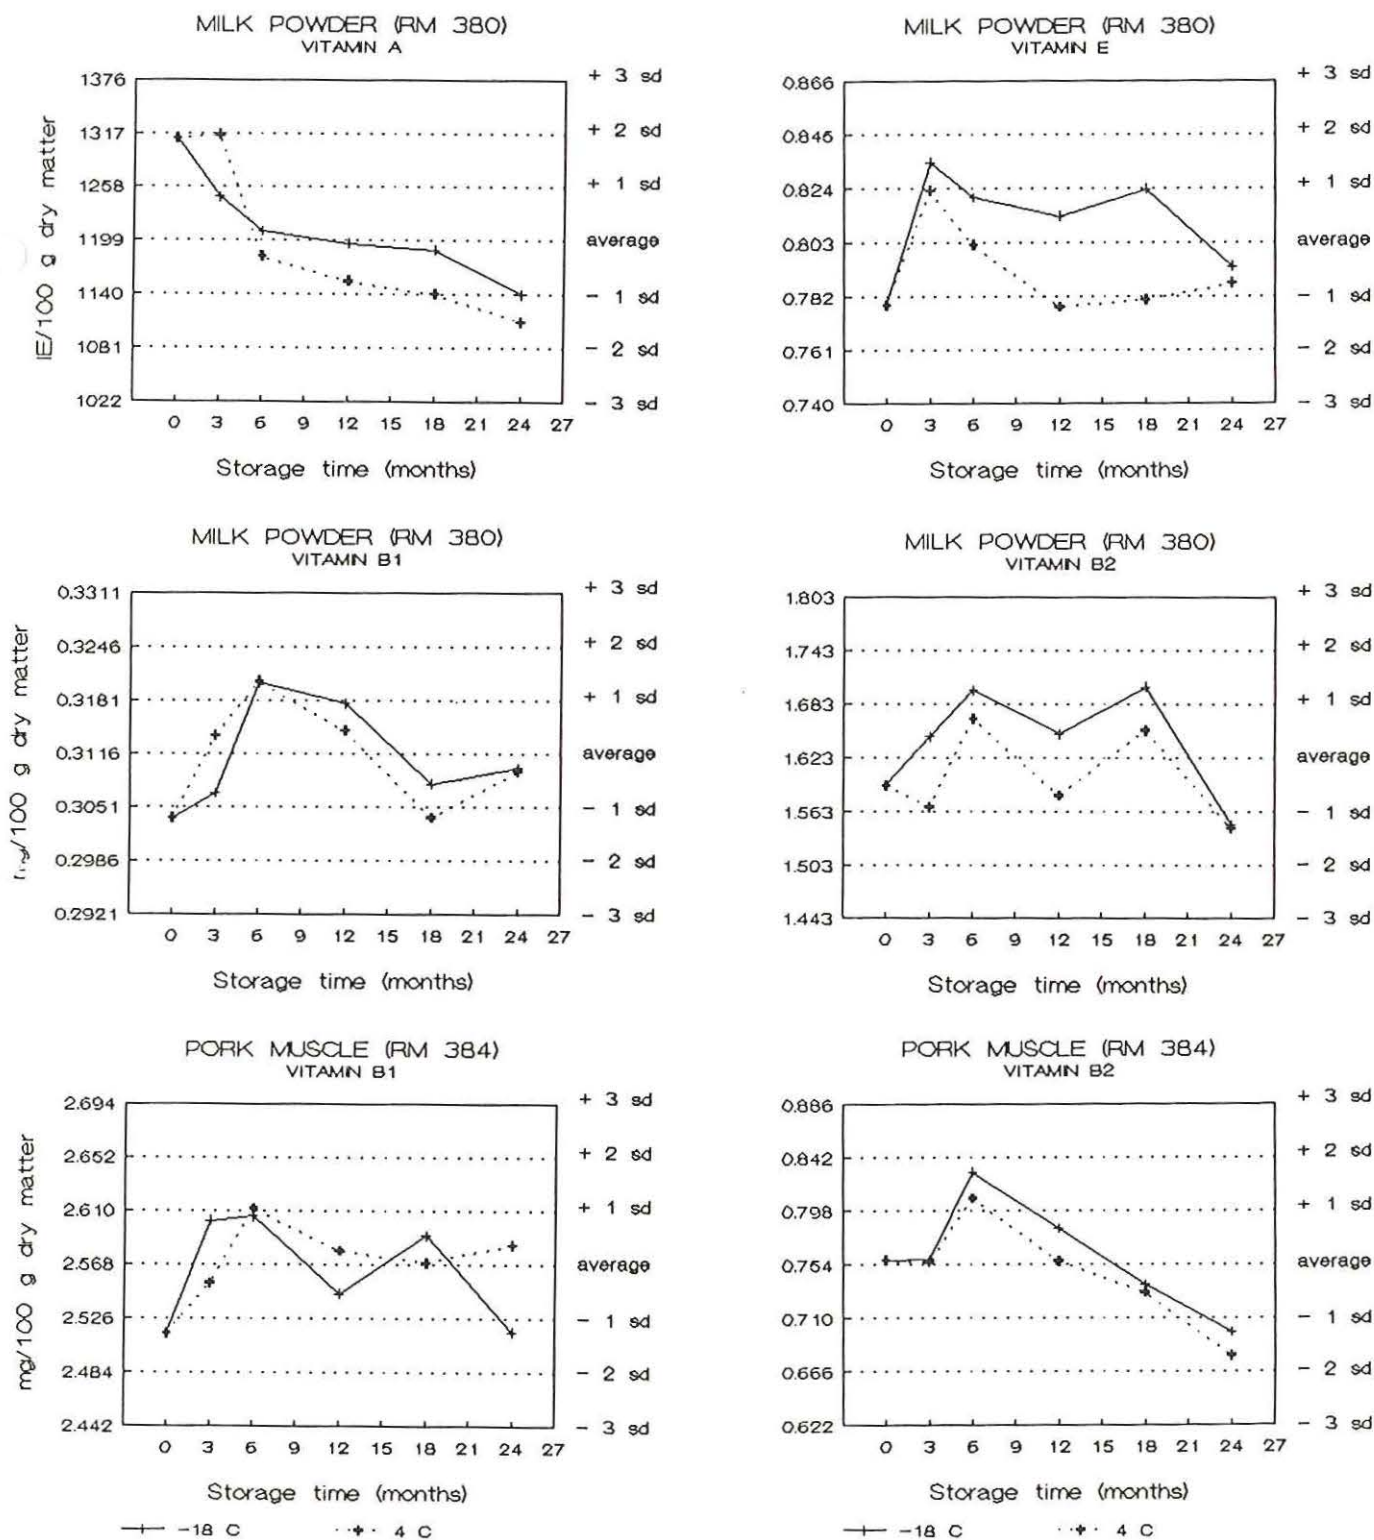 MILK POWDER (RM 380)
VITAMIN A
IE/100 g dry matter
1376
1317
1258
1199
1140
1081
1022
+ 3 sd
+ 2 sd
+ 1 sd
average
- 1 sd
- 2 sd
- 3 sd
0 3 6 9 12 15 18 21 24 27
Storage time (months)
MILK POWDER (RM 380)
VITAMIN E
0.866
0.845
0.824
0.803
0.782
0.761
0.740
+ 3 sd
+ 2 sd
+ 1 sd
average
- 1 sd
- 2 sd
- 3 sd
0 3 6 9 12 15 18 21 24 27
Storage time (months)
MILK POWDER (RM 380)
VITAMIN B1
mg/100 g dry matter
0.3311
0.3246
0.3181
0.3116
0.3051
0.2986
0.2921
+ 3 sd
+ 2 sd
+ 1 sd
average
- 1 sd
- 2 sd
- 3 sd
0 3 6 9 12 15 18 21 24 27
Storage time (months)
MILK POWDER (RM 380)
VITAMIN B2
1.803
1.743
1.683
1.623
1.563
1.503
1.443
+ 3 sd
+ 2 sd
+ 1 sd
average
- 1 sd
- 2 sd
- 3 sd
0 3 6 9 12 15 18 21 24 27
Storage time (months)
PORK MUSCLE (RM 384)
VITAMIN B1
mg/100 g dry matter
2.694
2.652
2.610
2.568
2.526
2.484
2.442
+ 3 sd
+ 2 sd
+ 1 sd
average
- 1 sd
- 2 sd
- 3 sd
0 3 6 9 12 15 18 21 24 27
Storage time (months)
-18 C 4 C
PORK MUSCLE (RM 384)
VITAMIN B2
0.886
0.842
0.798
0.754
0.710
0.666
0.622
+ 3 sd
+ 2 sd
+ 1 sd
average
- 1 sd
- 2 sd
- 3 sd
0 3 6 9 12 15 18 21 24 27
Storage time (months)
-18 C 4 C